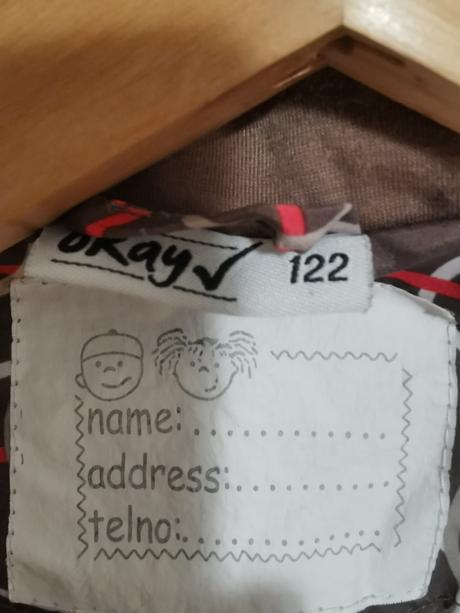 okay✓ 122
name:..............
address:............
telno:..............